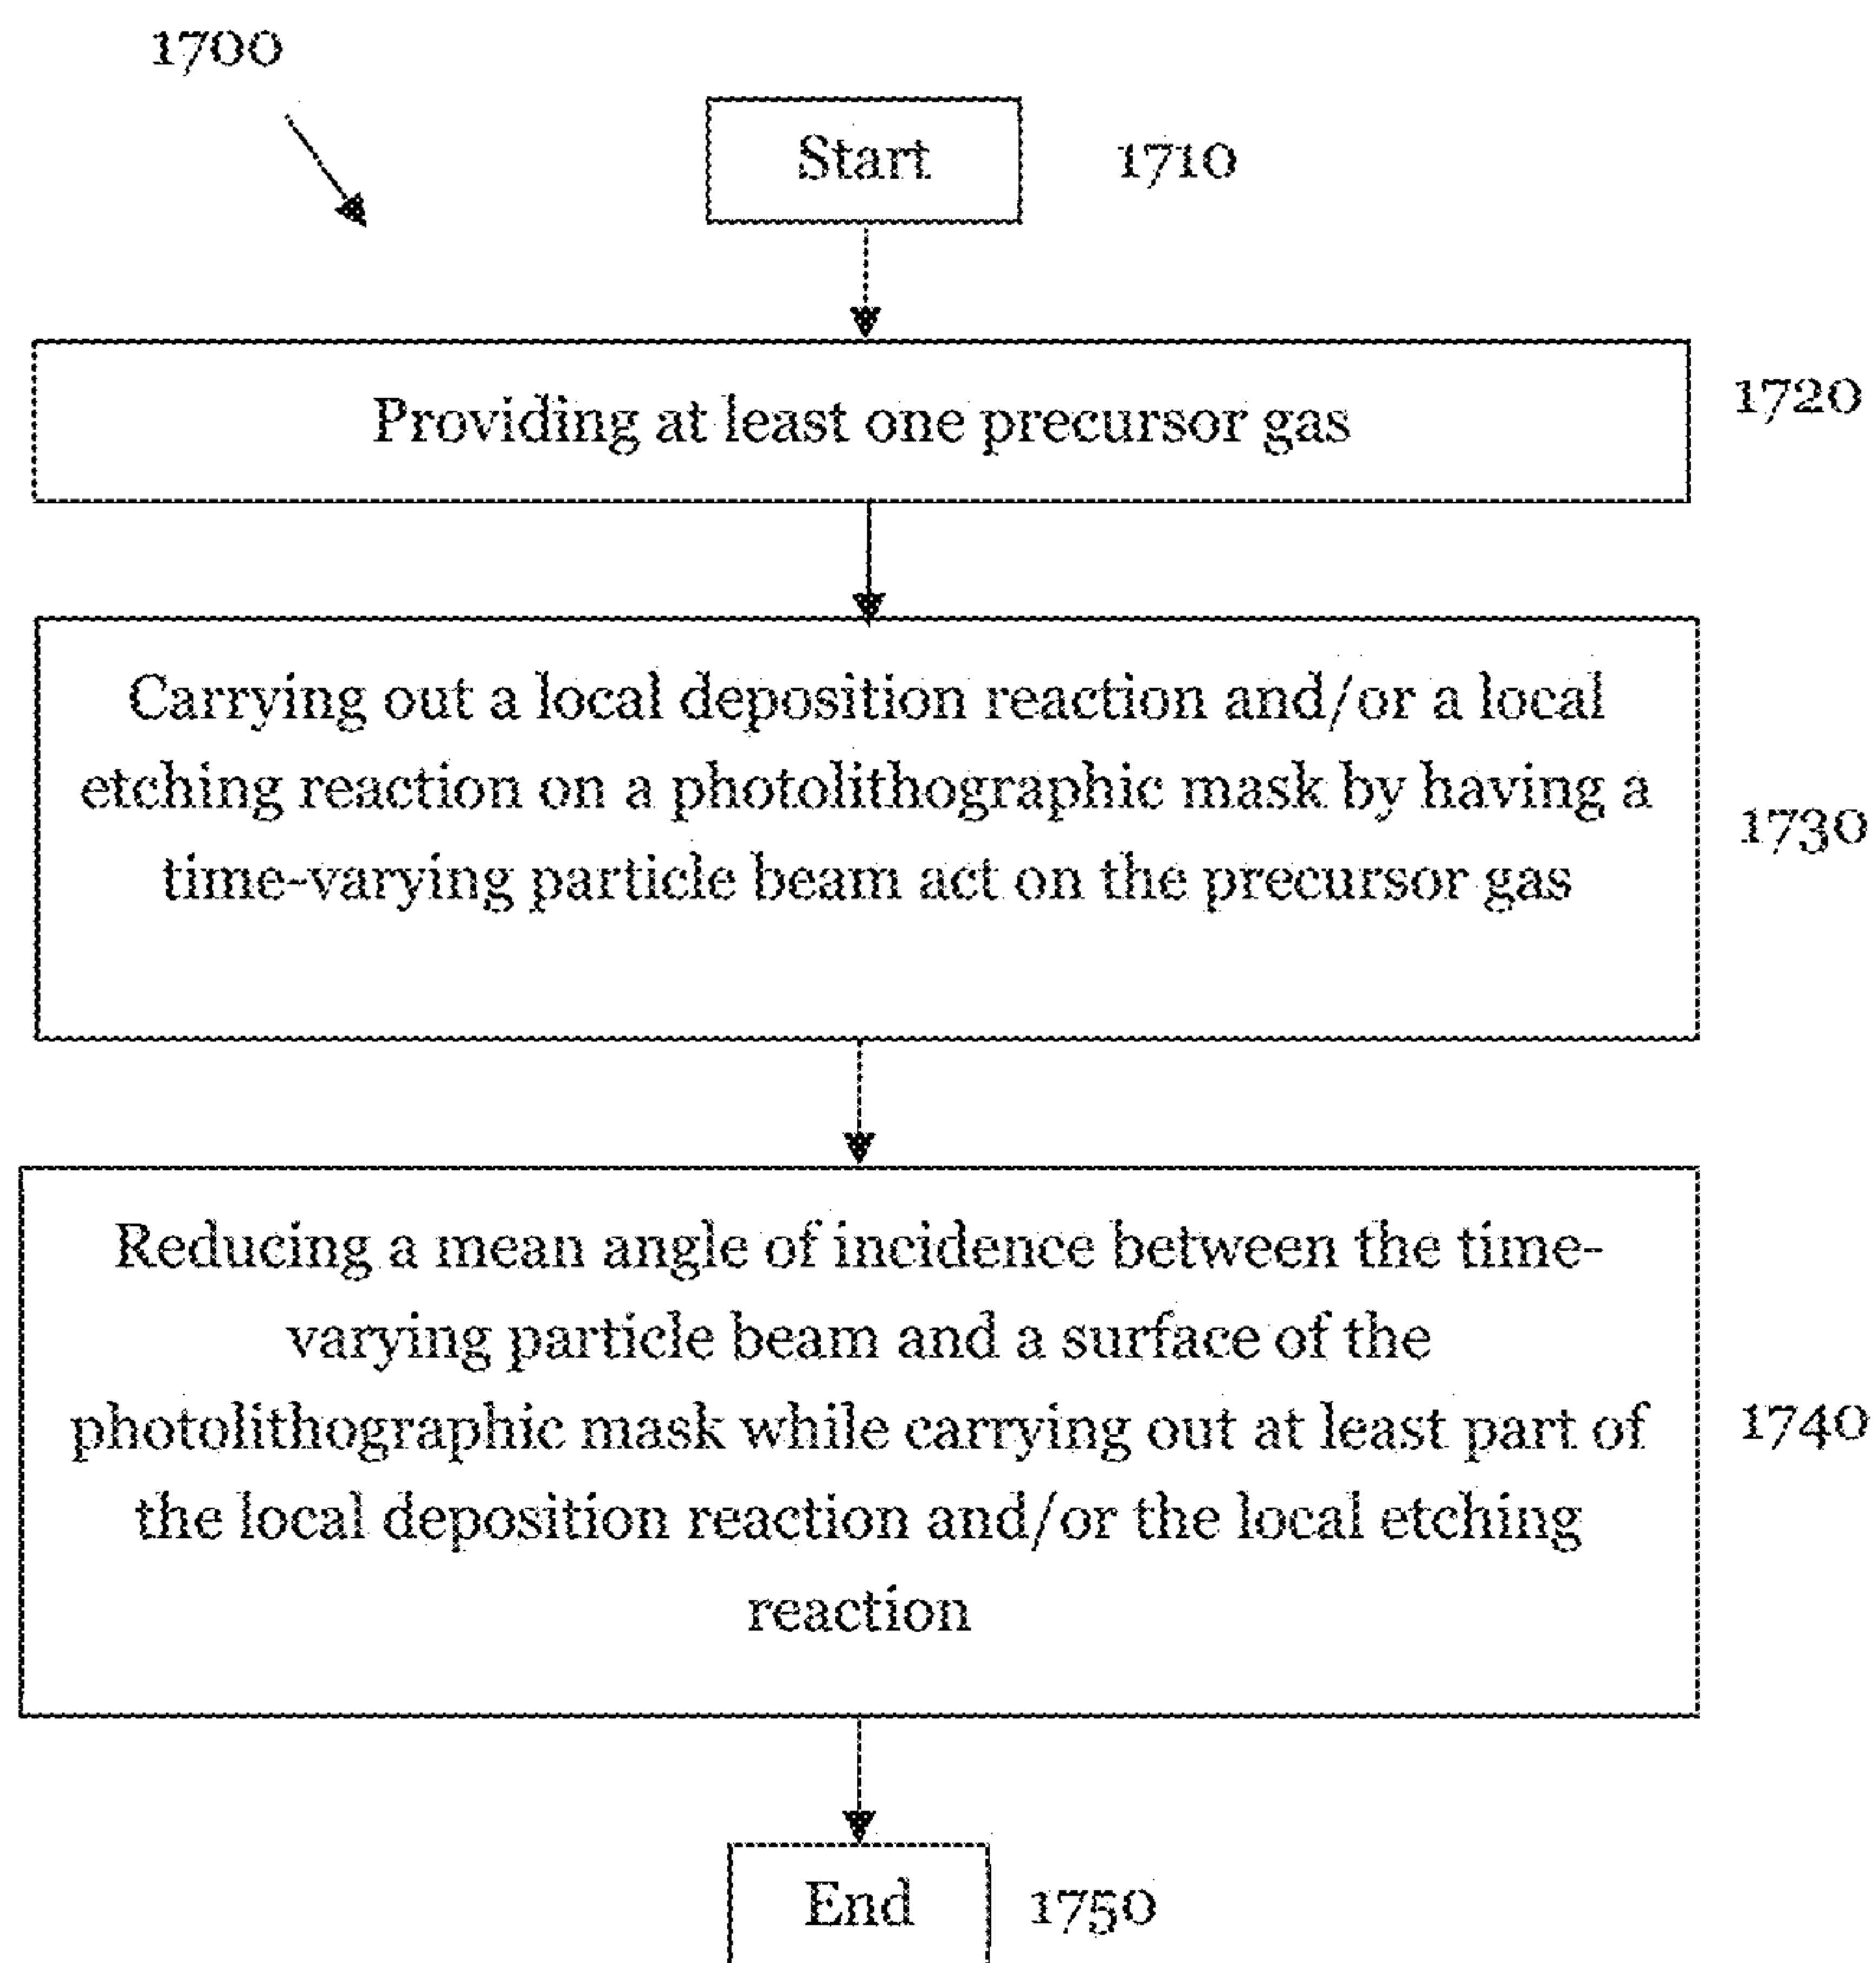 1700
Start
1710
Providing at least one precursor gas
1720
Carrying out a local deposition reaction and/or a local
etching reaction on a photolithographic mask by having a
time-varying particle beam act on the precursor gas
1730
Reducing a mean angle of incidence between the time-
varying particle beam and a surface of the
photolithographic mask while carrying out at least part of
the local deposition reaction and/or the local etching
reaction
1740
End
1750